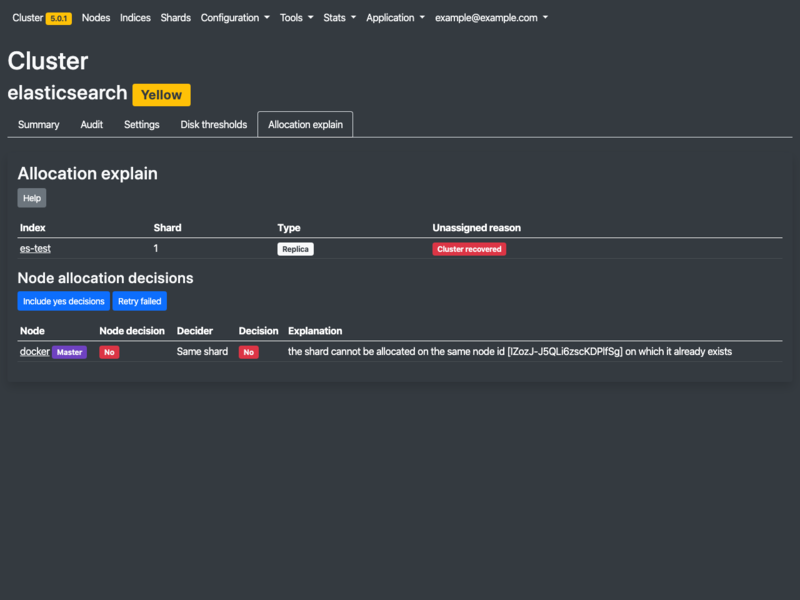 Cluster 5.0.1 Nodes Indices Shards Configuration Tools Stats Application example@example.com
Cluster
elasticsearch Yellow
Summary Audit Settings Disk thresholds Allocation explain
Allocation explain
Help
Index Shard Type Unassigned reason
es-test 1 Replica Cluster recovered
Node allocation decisions
Include yes decisions Retry failed
Node Node decision Decider Decision Explanation
docker Master No Same shard No the shard cannot be allocated on the same node id [IZozJ-J5QLi6zscKDPlfSg] on which it already exists